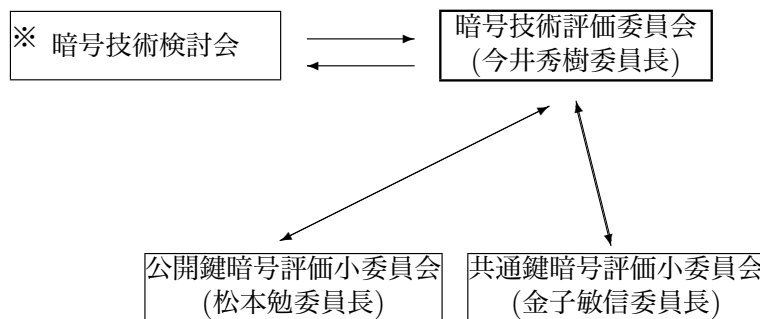 ※ 暗号技術検討会
暗号技術評価委員会
(今井秀樹委員長)
公開鍵暗号評価小委員会
(松本勉委員長)
共通鍵暗号評価小委員会
(金子敏信委員長)